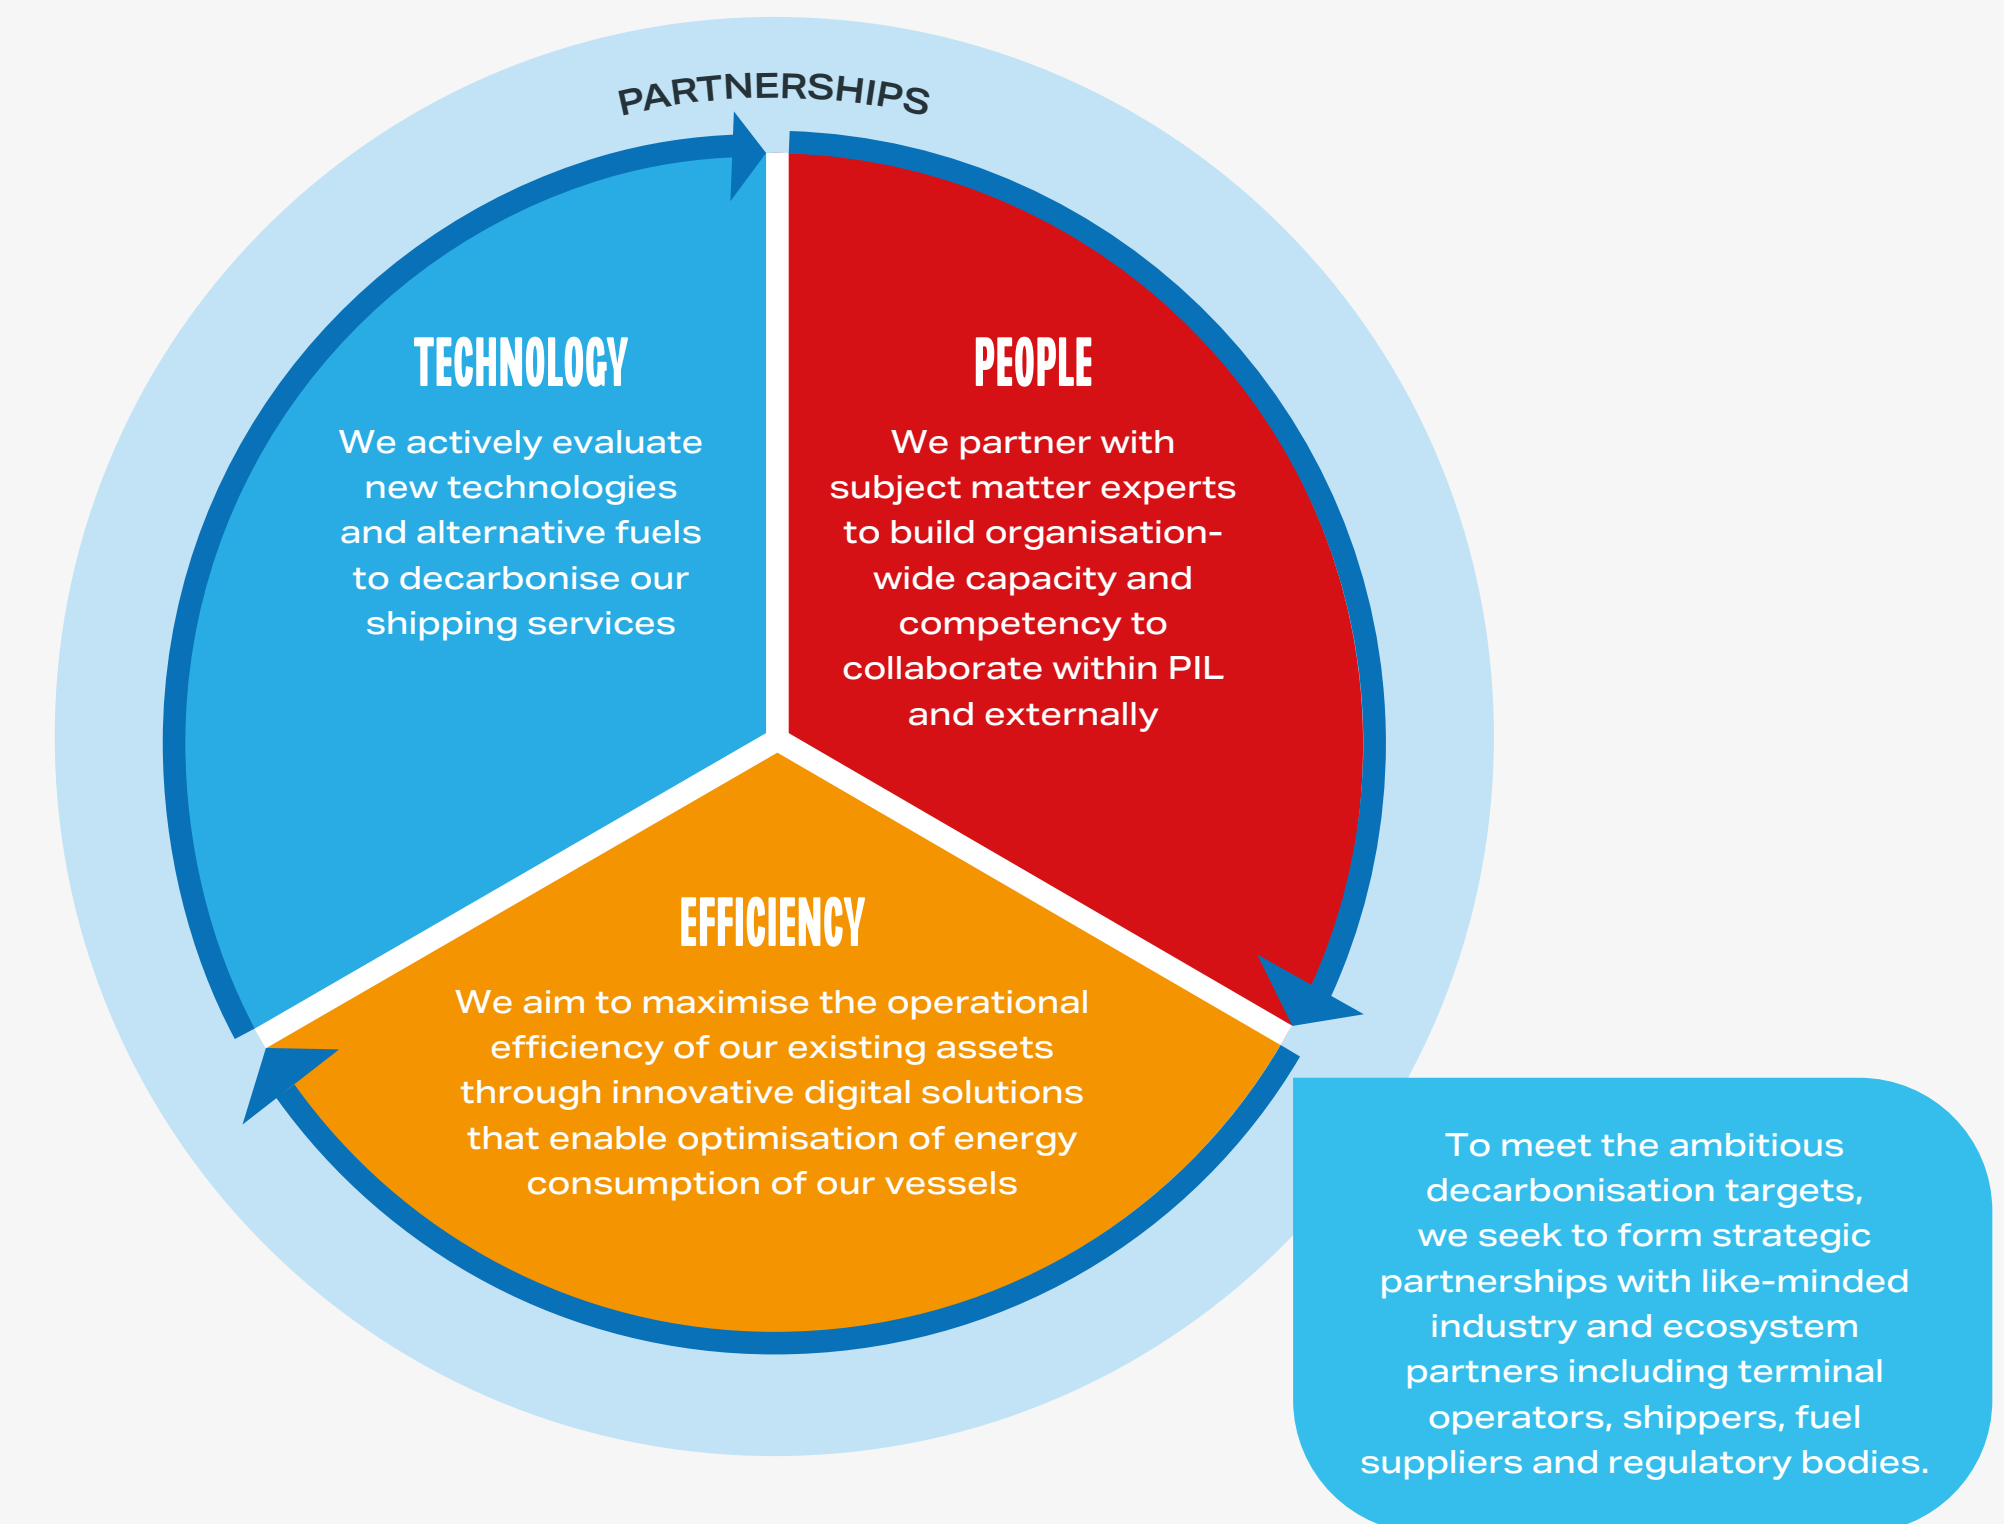 PARTNERSHIPS
TECHNOLOGY
We actively evaluate
new technologies
and alternative fuels
to decarbonise our
shipping services
PEOPLE
We partner with
subject matter experts
to build organisation-
wide capacity and
competency to
collaborate within PIL
and externally
EFFICIENCY
We aim to maximise the operational
efficiency of our existing assets
through innovative digital solutions
that enable optimisation of energy
consumption of our vessels
To meet the ambitious
decarbonisation targets,
we seek to form strategic
partnerships with like-minded
industry and ecosystem
partners including terminal
operators, shippers, fuel
suppliers and regulatory bodies.